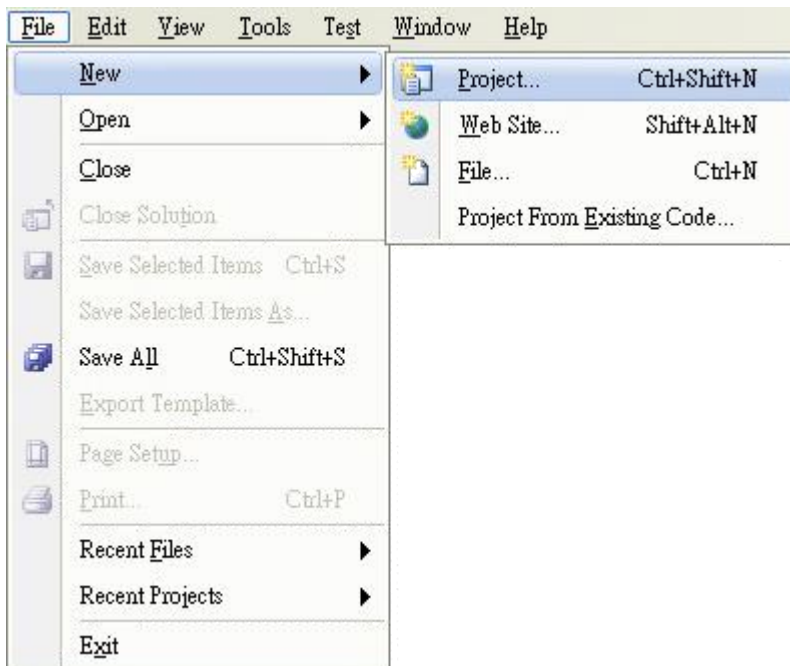 File Edit View Tools Test Window Help
New
Open
Close
Close Solution
Save Selected Items Ctrl+S
Save Selected Items As...
Save All Ctrl+Shift+S
Export Template...
Page Setup...
Print... Ctrl+P
Recent Files
Recent Projects
Exit
Project... Ctrl+Shift+N
Web Site... Shift+Alt+N
File... Ctrl+N
Project From Existing Code...